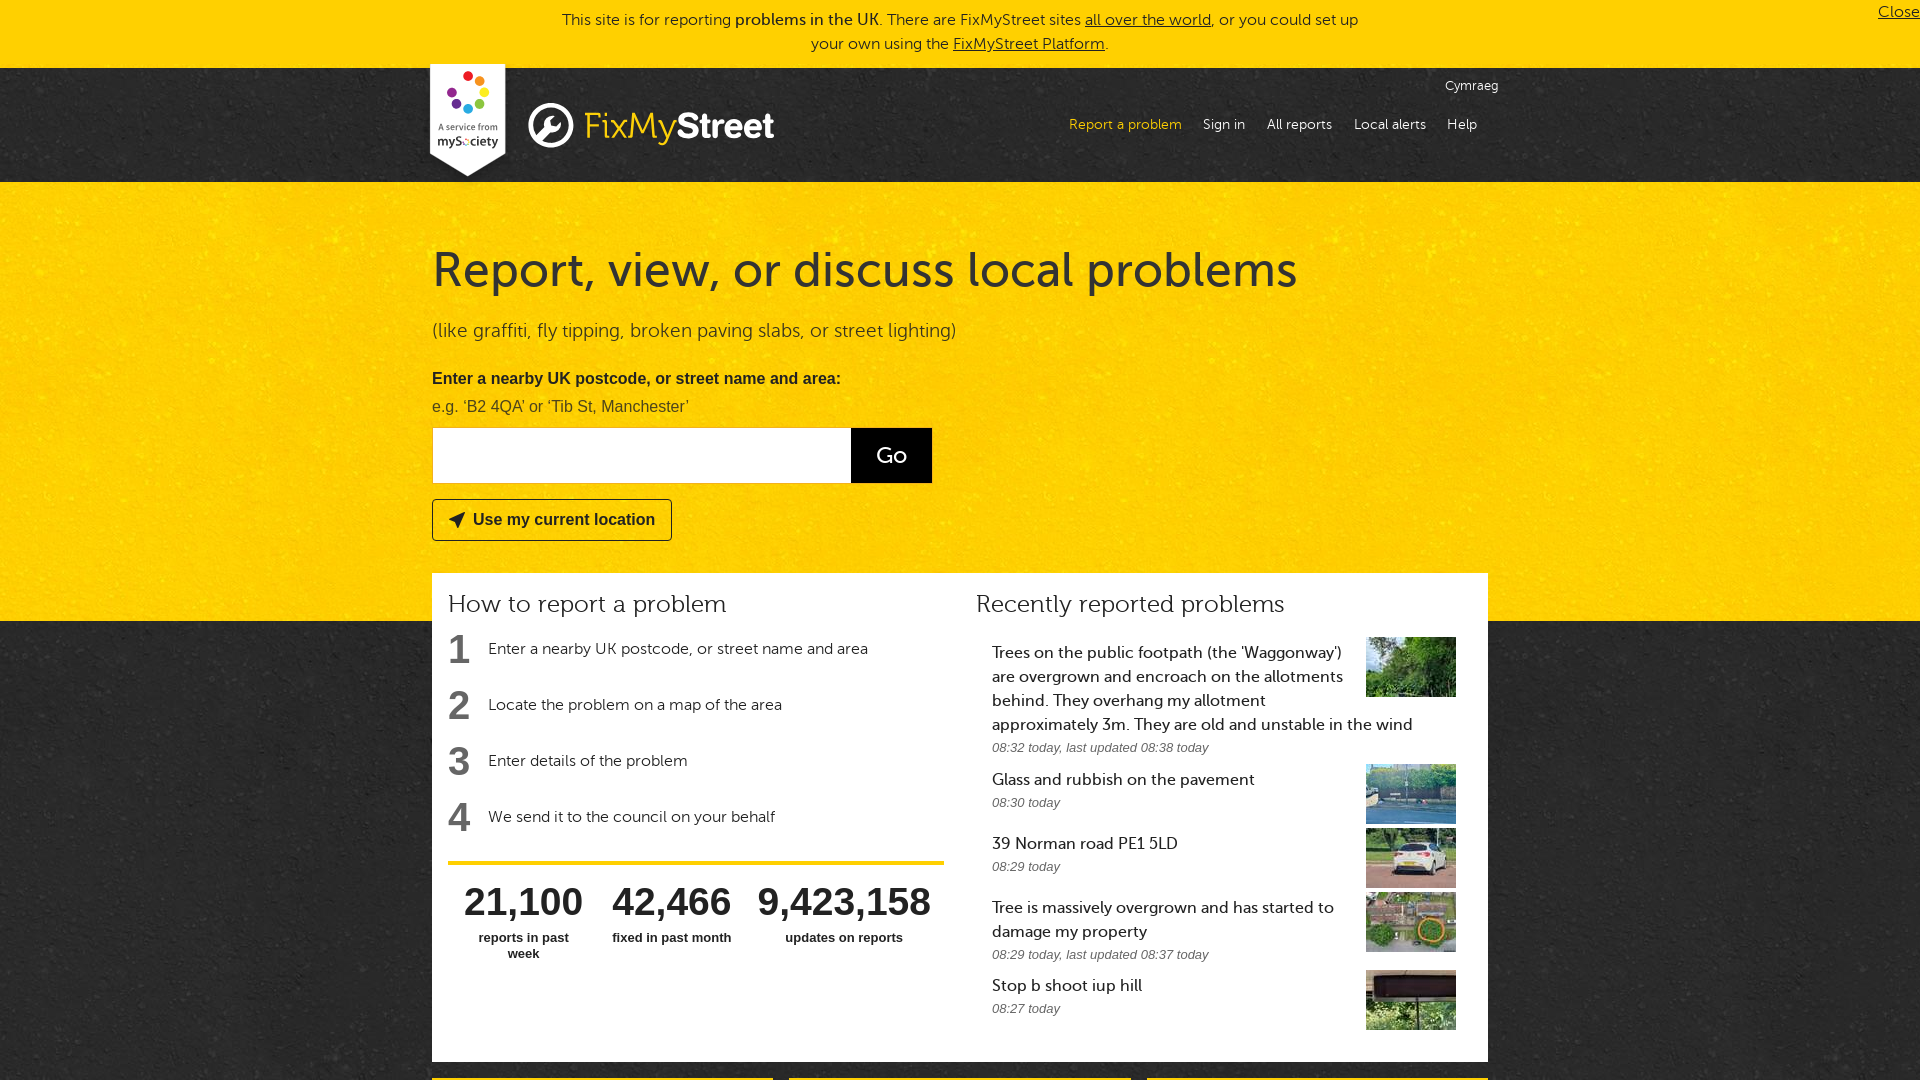 This site is for reporting problems in the UK. There are FixMyStreet sites all over the world, or you could set up
your own using the FixMyStreet Platform.
Close
Cymraeg
A service from
mySociety
FixMyStreet
Report a problem
Sign in
All reports
Local alerts
Help
Report, view, or discuss local problems
(like graffiti, fly tipping, broken paving slabs, or street lighting)
Enter a nearby UK postcode, or street name and area:
e.g. ‘B2 4QA’ or ‘Tib St, Manchester’
Go
Use my current location
How to report a problem
1 Enter a nearby UK postcode, or street name and area
2 Locate the problem on a map of the area
3 Enter details of the problem
4 We send it to the council on your behalf
21,100
reports in past
week
42,466
fixed in past month
9,423,158
updates on reports
Recently reported problems
Trees on the public footpath (the 'Waggonway')
are overgrown and encroach on the allotments
behind. They overhang my allotment
approximately 3m. They are old and unstable in the wind
08:32 today, last updated 08:38 today
Glass and rubbish on the pavement
08:30 today
39 Norman road PE1 5LD
08:29 today
Tree is massively overgrown and has started to
damage my property
08:29 today, last updated 08:37 today
Stop b shoot iup hill
08:27 today